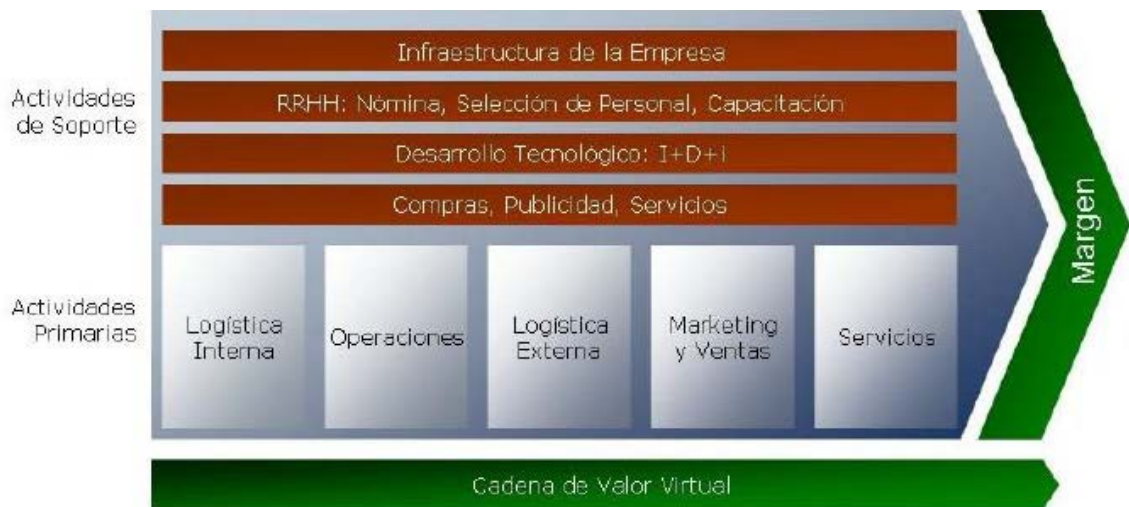 Infraestructura de la Empresa
Actividades
de Soporte
RRHH: Nómina, Selección de Personal, Capacitación
Desarrollo Tecnológico: I+D+i
Compras, Publicidad, Servicios
Margen
Actividades
Primarias
Logística
Interna
Operaciones
Logística
Externa
Marketing
y Ventas
Servicios
Cadena de Valor Virtual